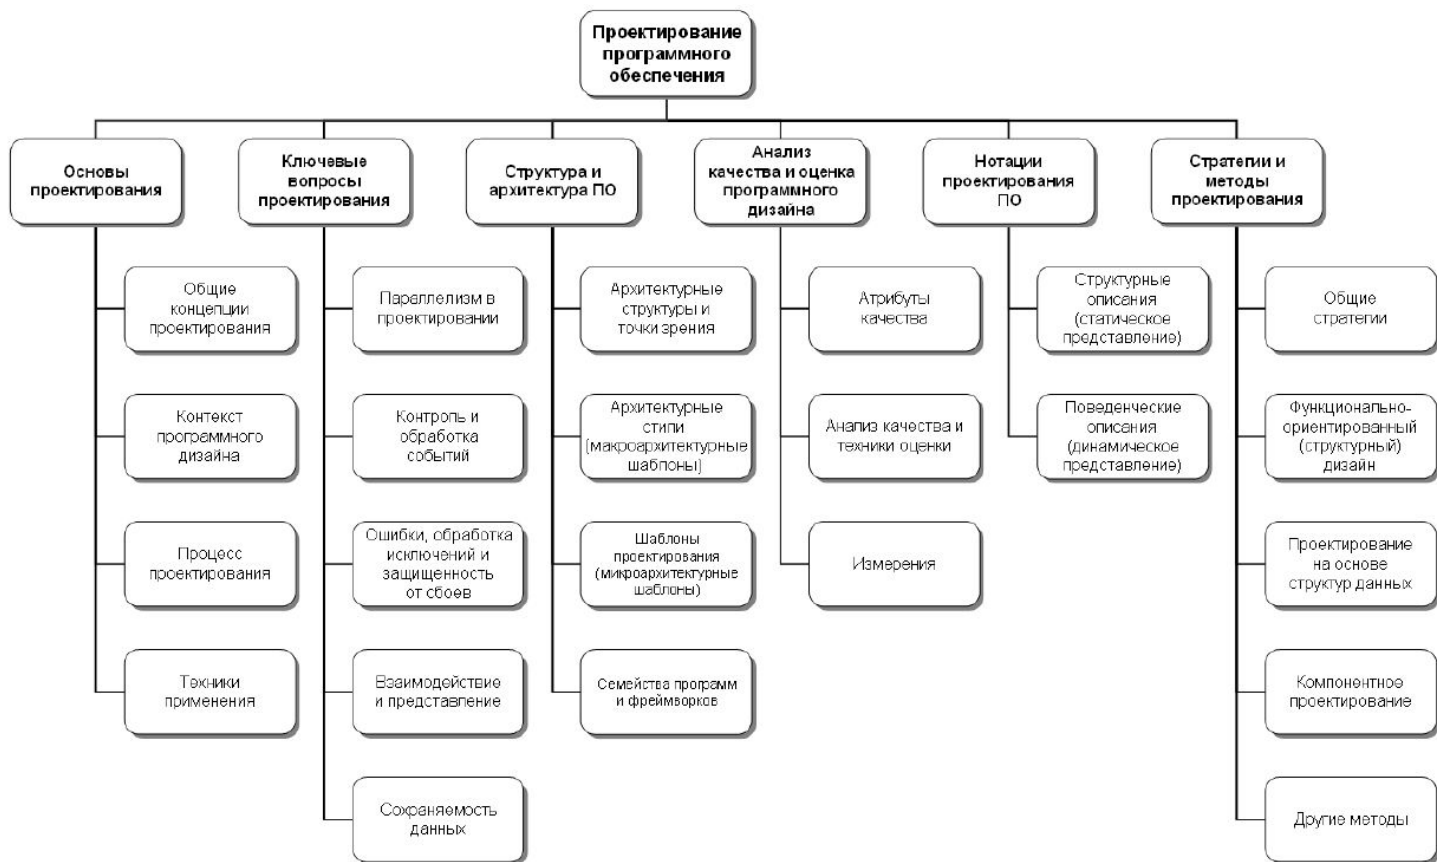 Проектирование
программного
обеспечения
Основы
проектирования
Общие
концепции
проектирования
Контекст
программного
дизайна
Процесс
проектирования
Техники
применения
Ключевые
вопросы
проектирования
Параллелизм в
проектировании
Контроль и
обработка
событий
Ошибки, обработка
исключений и
защищенность
от сбоев
Взаимодействие
и представление
Сохраняемость
данных
Структура и
архитектура ПО
Архитектурные
структуры и
точки зрения
Архитектурные
стили
(макроархитектурные
шаблоны)
Шаблоны
проектирования
(микроархитектурные
шаблоны)
Семейства программ
и фреймворков
Анализ
качества и оценка
программного
дизайна
Атрибуты
качества
Анализ качества и
техники оценки
Измерения
Нотации
проектирования
ПО
Структурные
описания
(статическое
представление)
Поведенческие
описания
(динамическое
представление)
Стратегии и
методы
проектирования
Общие
стратегии
Функционально-
ориентированный
(структурный)
дизайн
Проектирование
на основе
структур данных
Компонентное
проектирование
Другие методы